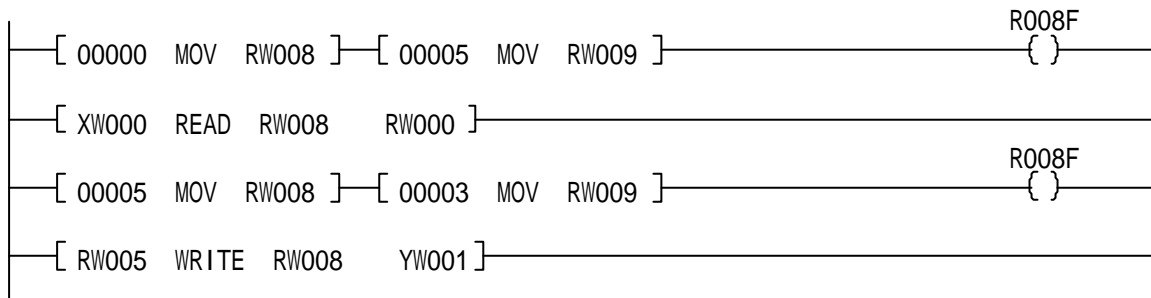 R008F
00000 MOV RW008 00005 MOV RW009
XW000 READ RW008 RW000
R008F
00005 MOV RW008 00003 MOV RW009
RW005 WRITE RW008 YW001